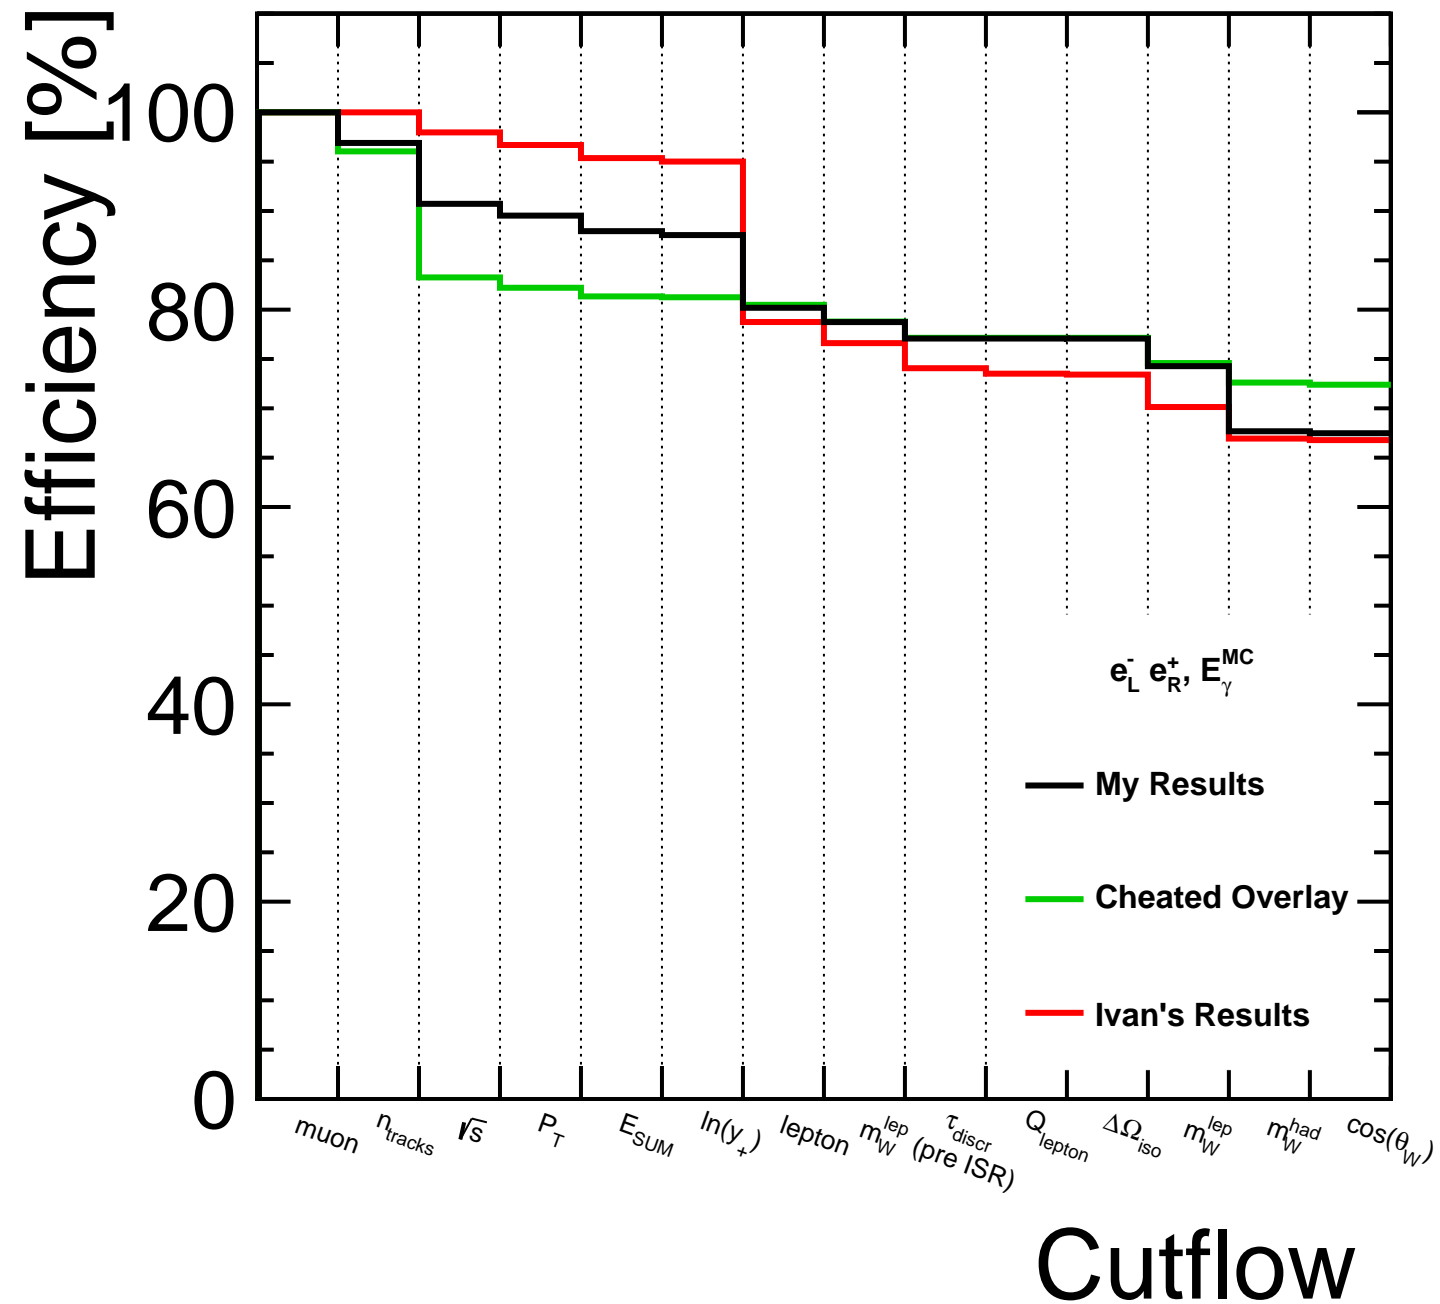 Efficiency [%]
100
80
60
40
20
0
e_L^- e_R^+, E_γ^MC
My Results
Cheated Overlay
Ivan's Results
muon
n_tracks
√s
P_T
E_SUM
ln(y_+)
lepton
m_W^lep (pre ISR)
τ_discr
Q_lepton
ΔΩ_iso
m_W^lep
m_W^had
cos(θ_W)
Cutflow